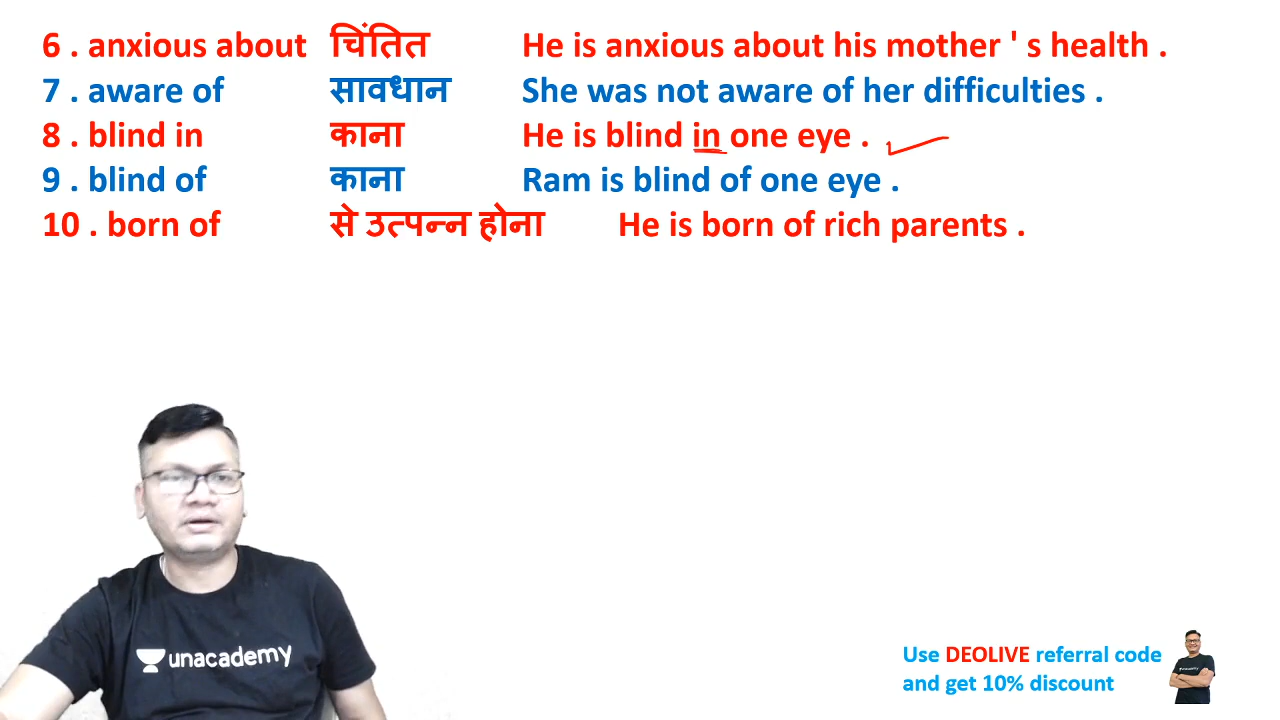 6 . anxious about चिंतित He is anxious about his mother ' s health .
7 . aware of सावधान She was not aware of her difficulties .
8 . blind in काना He is blind in one eye .
9 . blind of काना Ram is blind of one eye .
10 . born of से उत्पन्न होना He is born of rich parents .
unacademy
Use DEOLIVE referral code
and get 10% discount
unacademy